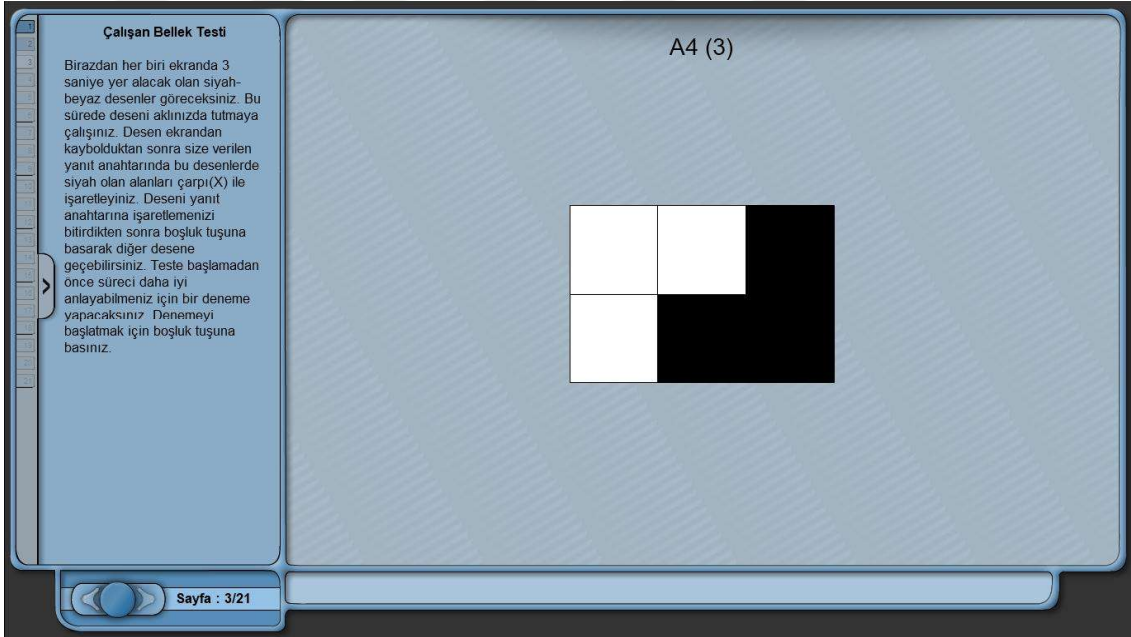 Çalışan Bellek Testi
Birazdan her biri ekranda 3
saniye yer alacak olan siyah-
beyaz desenler göreceksiniz. Bu
sürede deseni aklınızda tutmaya
çalışınız. Desen ekrandan
kaybolduktan sonra size verilen
yanıt anahtarında bu desenlerde
siyah olan alanları çarpı(X) ile
işaretleyiniz. Deseni yanıt
anahtarına işaretlemenizi
bitirdikten sonra boşluk tuşuna
basarak diğer desene
geçebilirsiniz. Teste başlamadan
önce süreci daha iyi
anlayabilmeniz için bir deneme
yapacaksınız. Denemeyi
başlatmak için boşluk tuşuna
basınız.
A4 (3)
Sayfa : 3/21